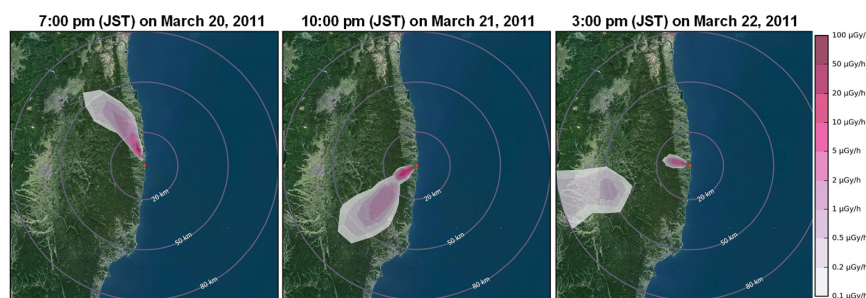 7:00 pm (JST) on March 20, 2011
10:00 pm (JST) on March 21, 2011
3:00 pm (JST) on March 22, 2011
20 km
50 km
80 km
20 km
50 km
80 km
20 km
50 km
80 km
100 μGy/h
50 μGy/h
20 μGy/h
10 μGy/h
5 μGy/h
2 μGy/h
1 μGy/h
0.5 μGy/h
0.2 μGy/h
0.1 μGy/h